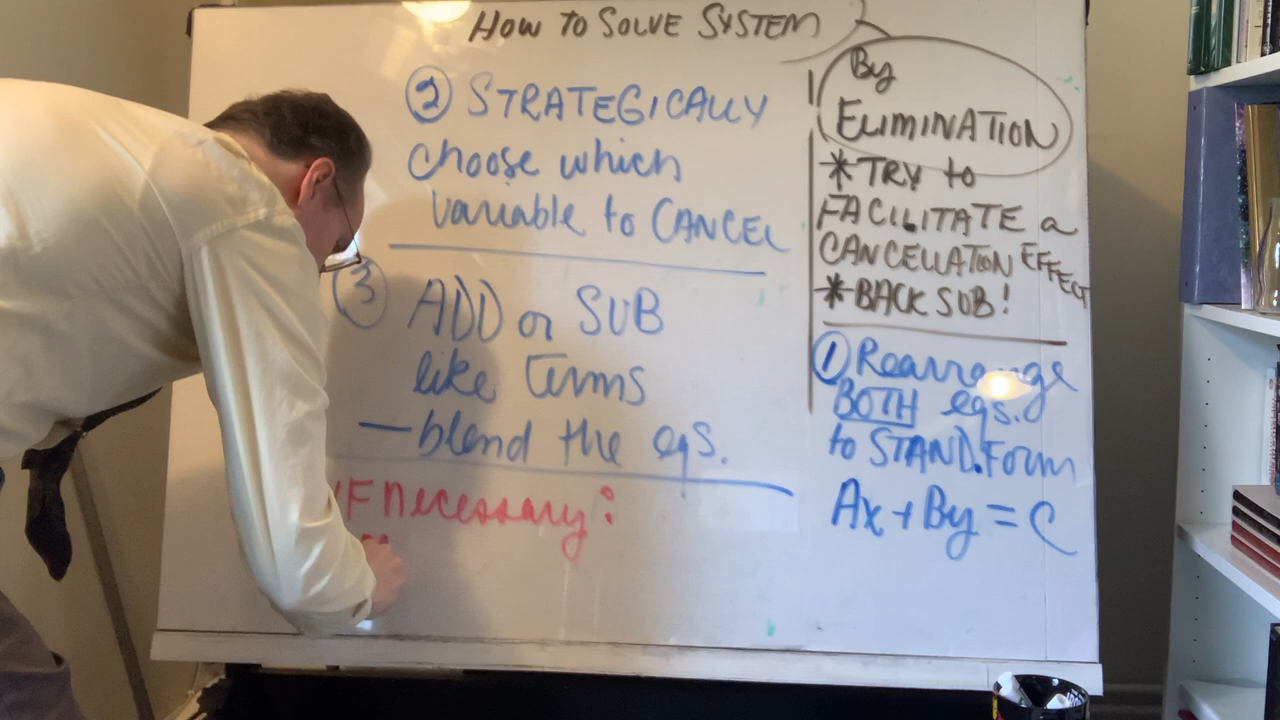 HOW TO SOLVE SYSTEM
By
ELIMINATION
* TRY to
FACILITATE a
CANCELLATION EFFECT
* BACK SUB!
① Rearrange
BOTH eqs.
to STAND. Form
Ax + By = C
② STRATEGICALLY
choose which
variable to CANCEL
③ ADD or SUB
like Terms
— blend the eqs.
IF necessary: